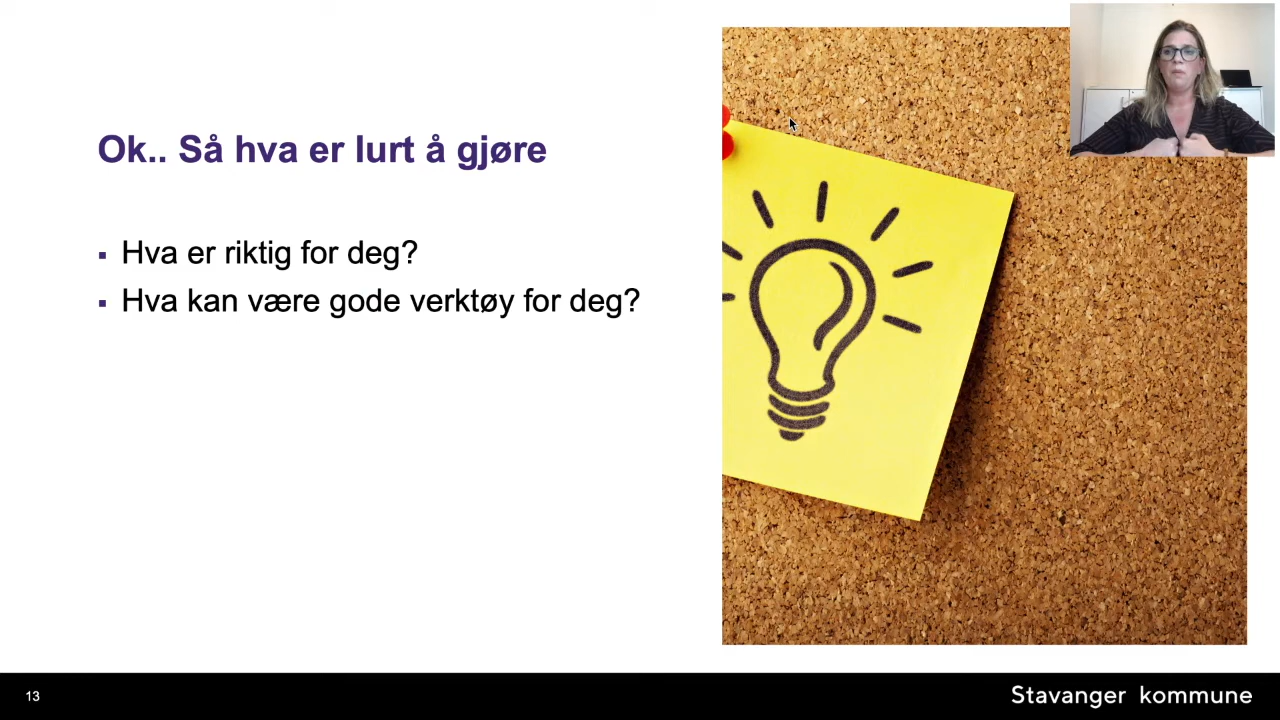 Ok.. Så hva er lurt å gjøre
Hva er riktig for deg?
Hva kan være gode verktøy for deg?
13
Stavanger kommune